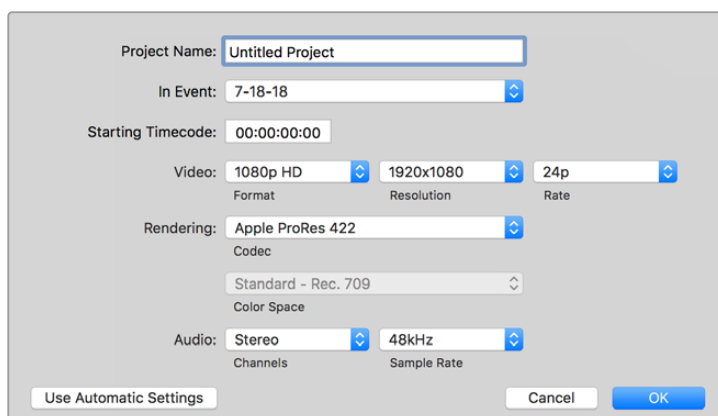 Project Name: Untitled Project
In Event: 7-18-18
Starting Timecode: 00:00:00:00
Video: 1080p HD 1920x1080 24p
Format Resolution Rate
Rendering: Apple ProRes 422
Codec
Standard - Rec. 709
Color Space
Audio: Stereo 48kHz
Channels Sample Rate
Use Automatic Settings Cancel OK